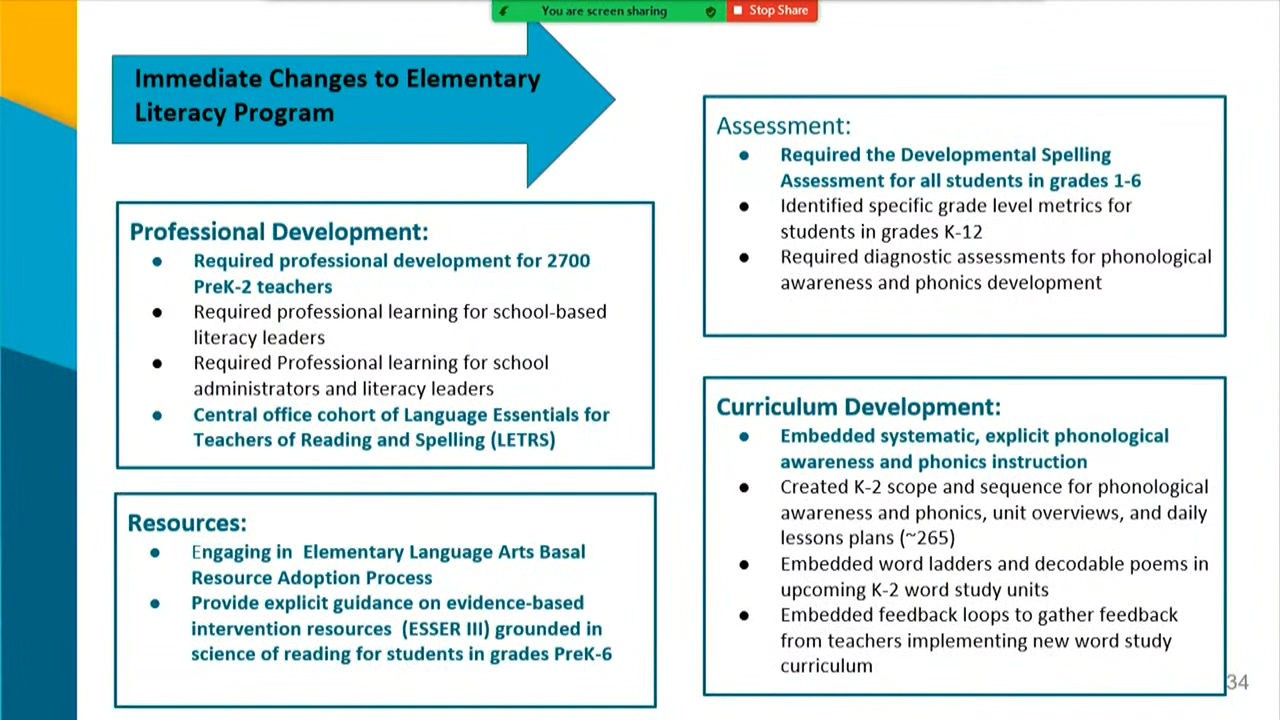 You are screen sharing
Stop Share
Immediate Changes to Elementary
Literacy Program
Professional Development:
● Required professional development for 2700
PreK-2 teachers
● Required professional learning for school-based
literacy leaders
● Required Professional learning for school
administrators and literacy leaders
● Central office cohort of Language Essentials for
Teachers of Reading and Spelling (LETRS)
Resources:
● Engaging in  Elementary Language Arts Basal
Resource Adoption Process
● Provide explicit guidance on evidence-based
intervention resources  (ESSER III) grounded in
science of reading for students in grades PreK-6
Assessment:
● Required the Developmental Spelling
Assessment for all students in grades 1-6
● Identified specific grade level metrics for
students in grades K-12
● Required diagnostic assessments for phonological
awareness and phonics development
Curriculum Development:
● Embedded systematic, explicit phonological
awareness and phonics instruction
● Created K-2 scope and sequence for phonological
awareness and phonics, unit overviews, and daily
lessons plans (~265)
● Embedded word ladders and decodable poems in
upcoming K-2 word study units
● Embedded feedback loops to gather feedback
from teachers implementing new word study
curriculum
34